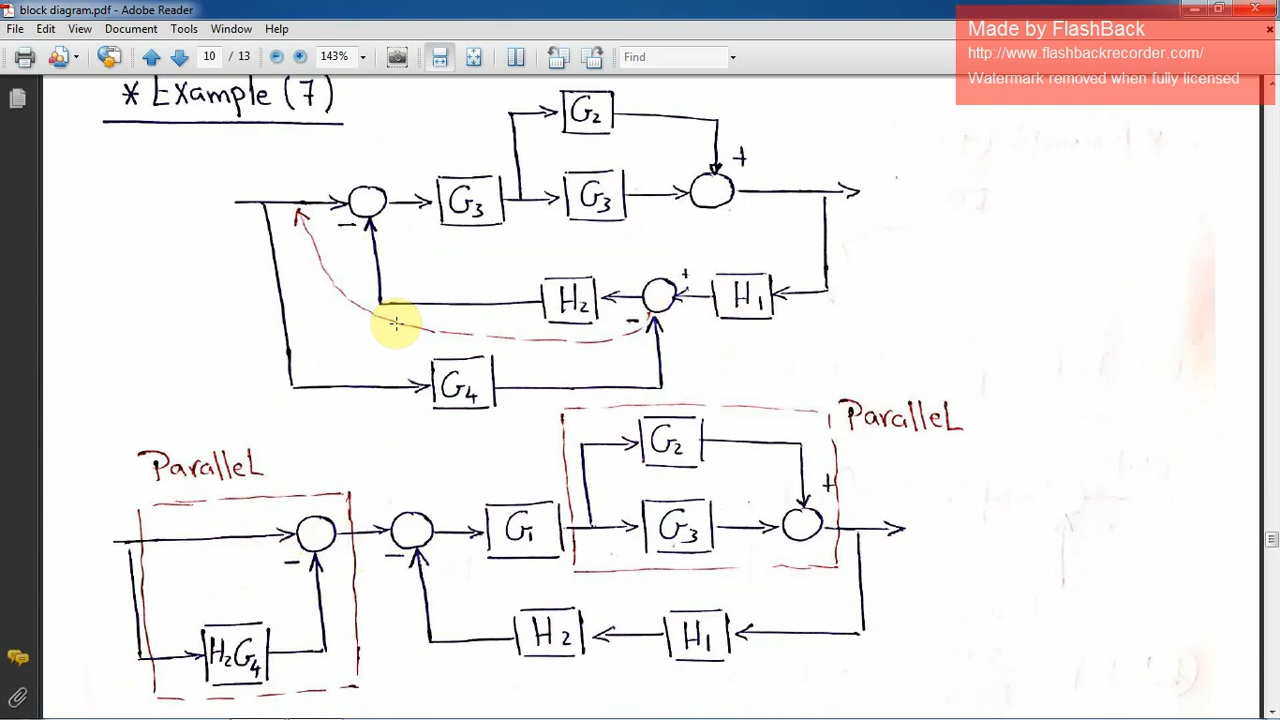 block diagram.pdf - Adobe Reader
File Edit View Document Tools Window Help
10 / 13 143% Find
Made by FlashBack
http://www.flashbackrecorder.com/
Watermark removed when fully licensed
* Example (7)
G2
+
G3 G3
-
H2 + H1
-
G4
Parallel
G2
Parallel
+
G1 G3
- -
H2 H1
H2G4